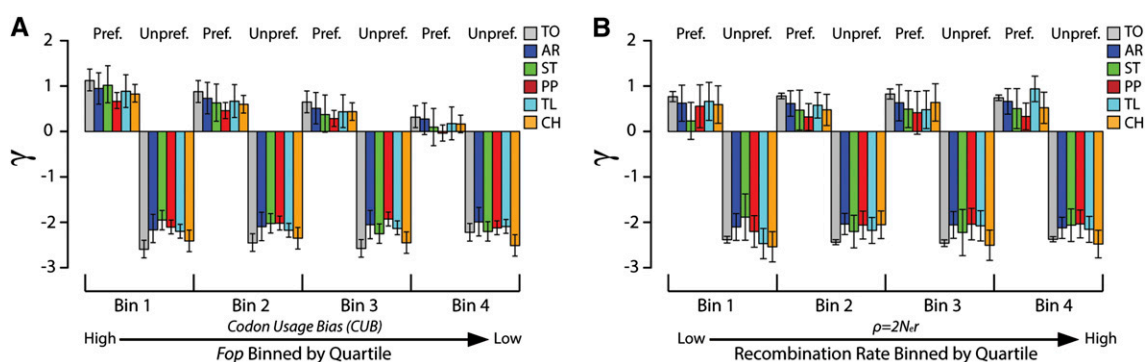 A
Pref. Unpref. Pref. Unpref. Pref. Unpref. Pref. Unpref.
2
1
0
-1
-2
-3
γ
TO
AR
ST
PP
TL
CH
Bin 1 Bin 2 Bin 3 Bin 4
Codon Usage Bias (CUB)
High Low
Fop Binned by Quartile
B
Pref. Unpref. Pref. Unpref. Pref. Unpref. Pref. Unpref.
2
1
0
-1
-2
-3
γ
TO
AR
ST
PP
TL
CH
Bin 1 Bin 2 Bin 3 Bin 4
ρ=2Nₑr
Low High
Recombination Rate Binned by Quartile